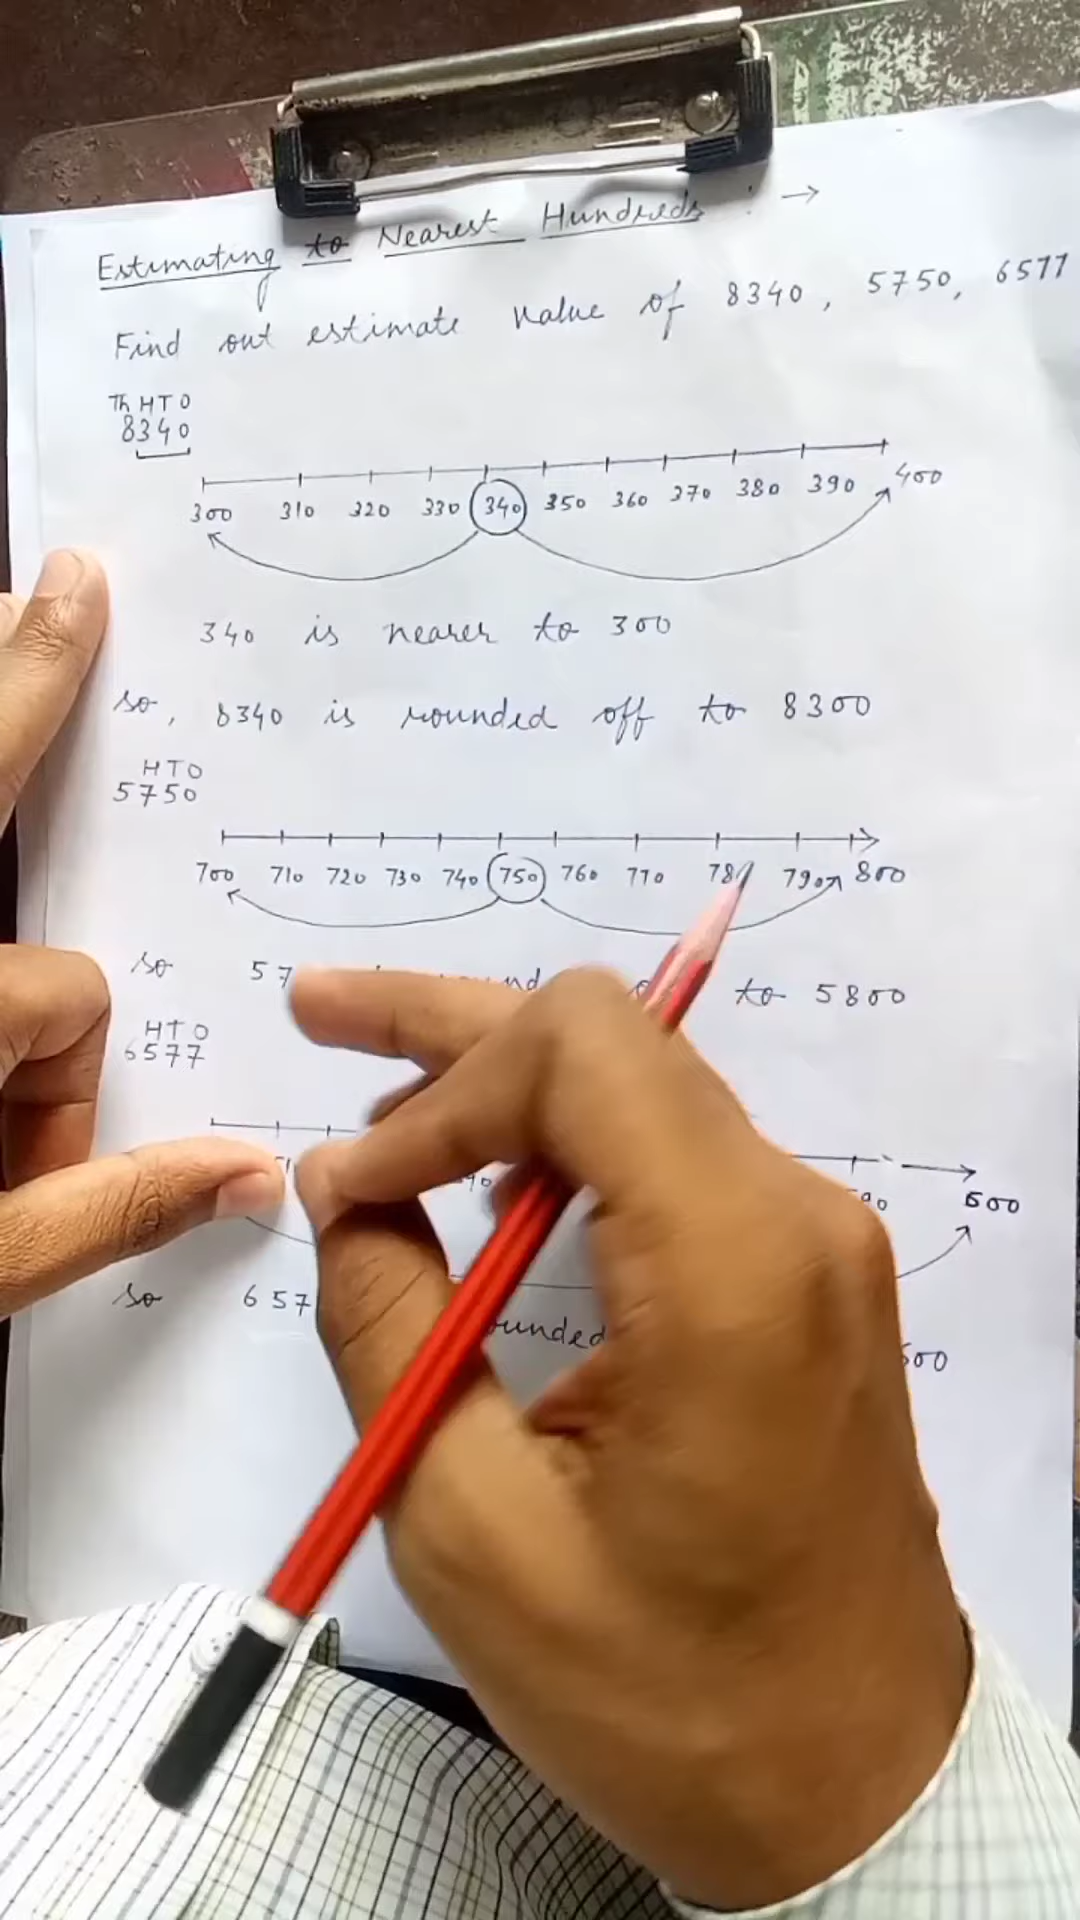 Estimating to Nearest Hundreds : →
Find out estimate value of 8340, 5750, 6577
Th H T O
8340
300 310 320 330 340 350 360 370 380 390 400
340 is nearer to 300
so, 8340 is rounded off to 8300
H T O
5750
700 710 720 730 740 750 760 770 780 790 800
so to 5800
H T O
6577
600
so rounded